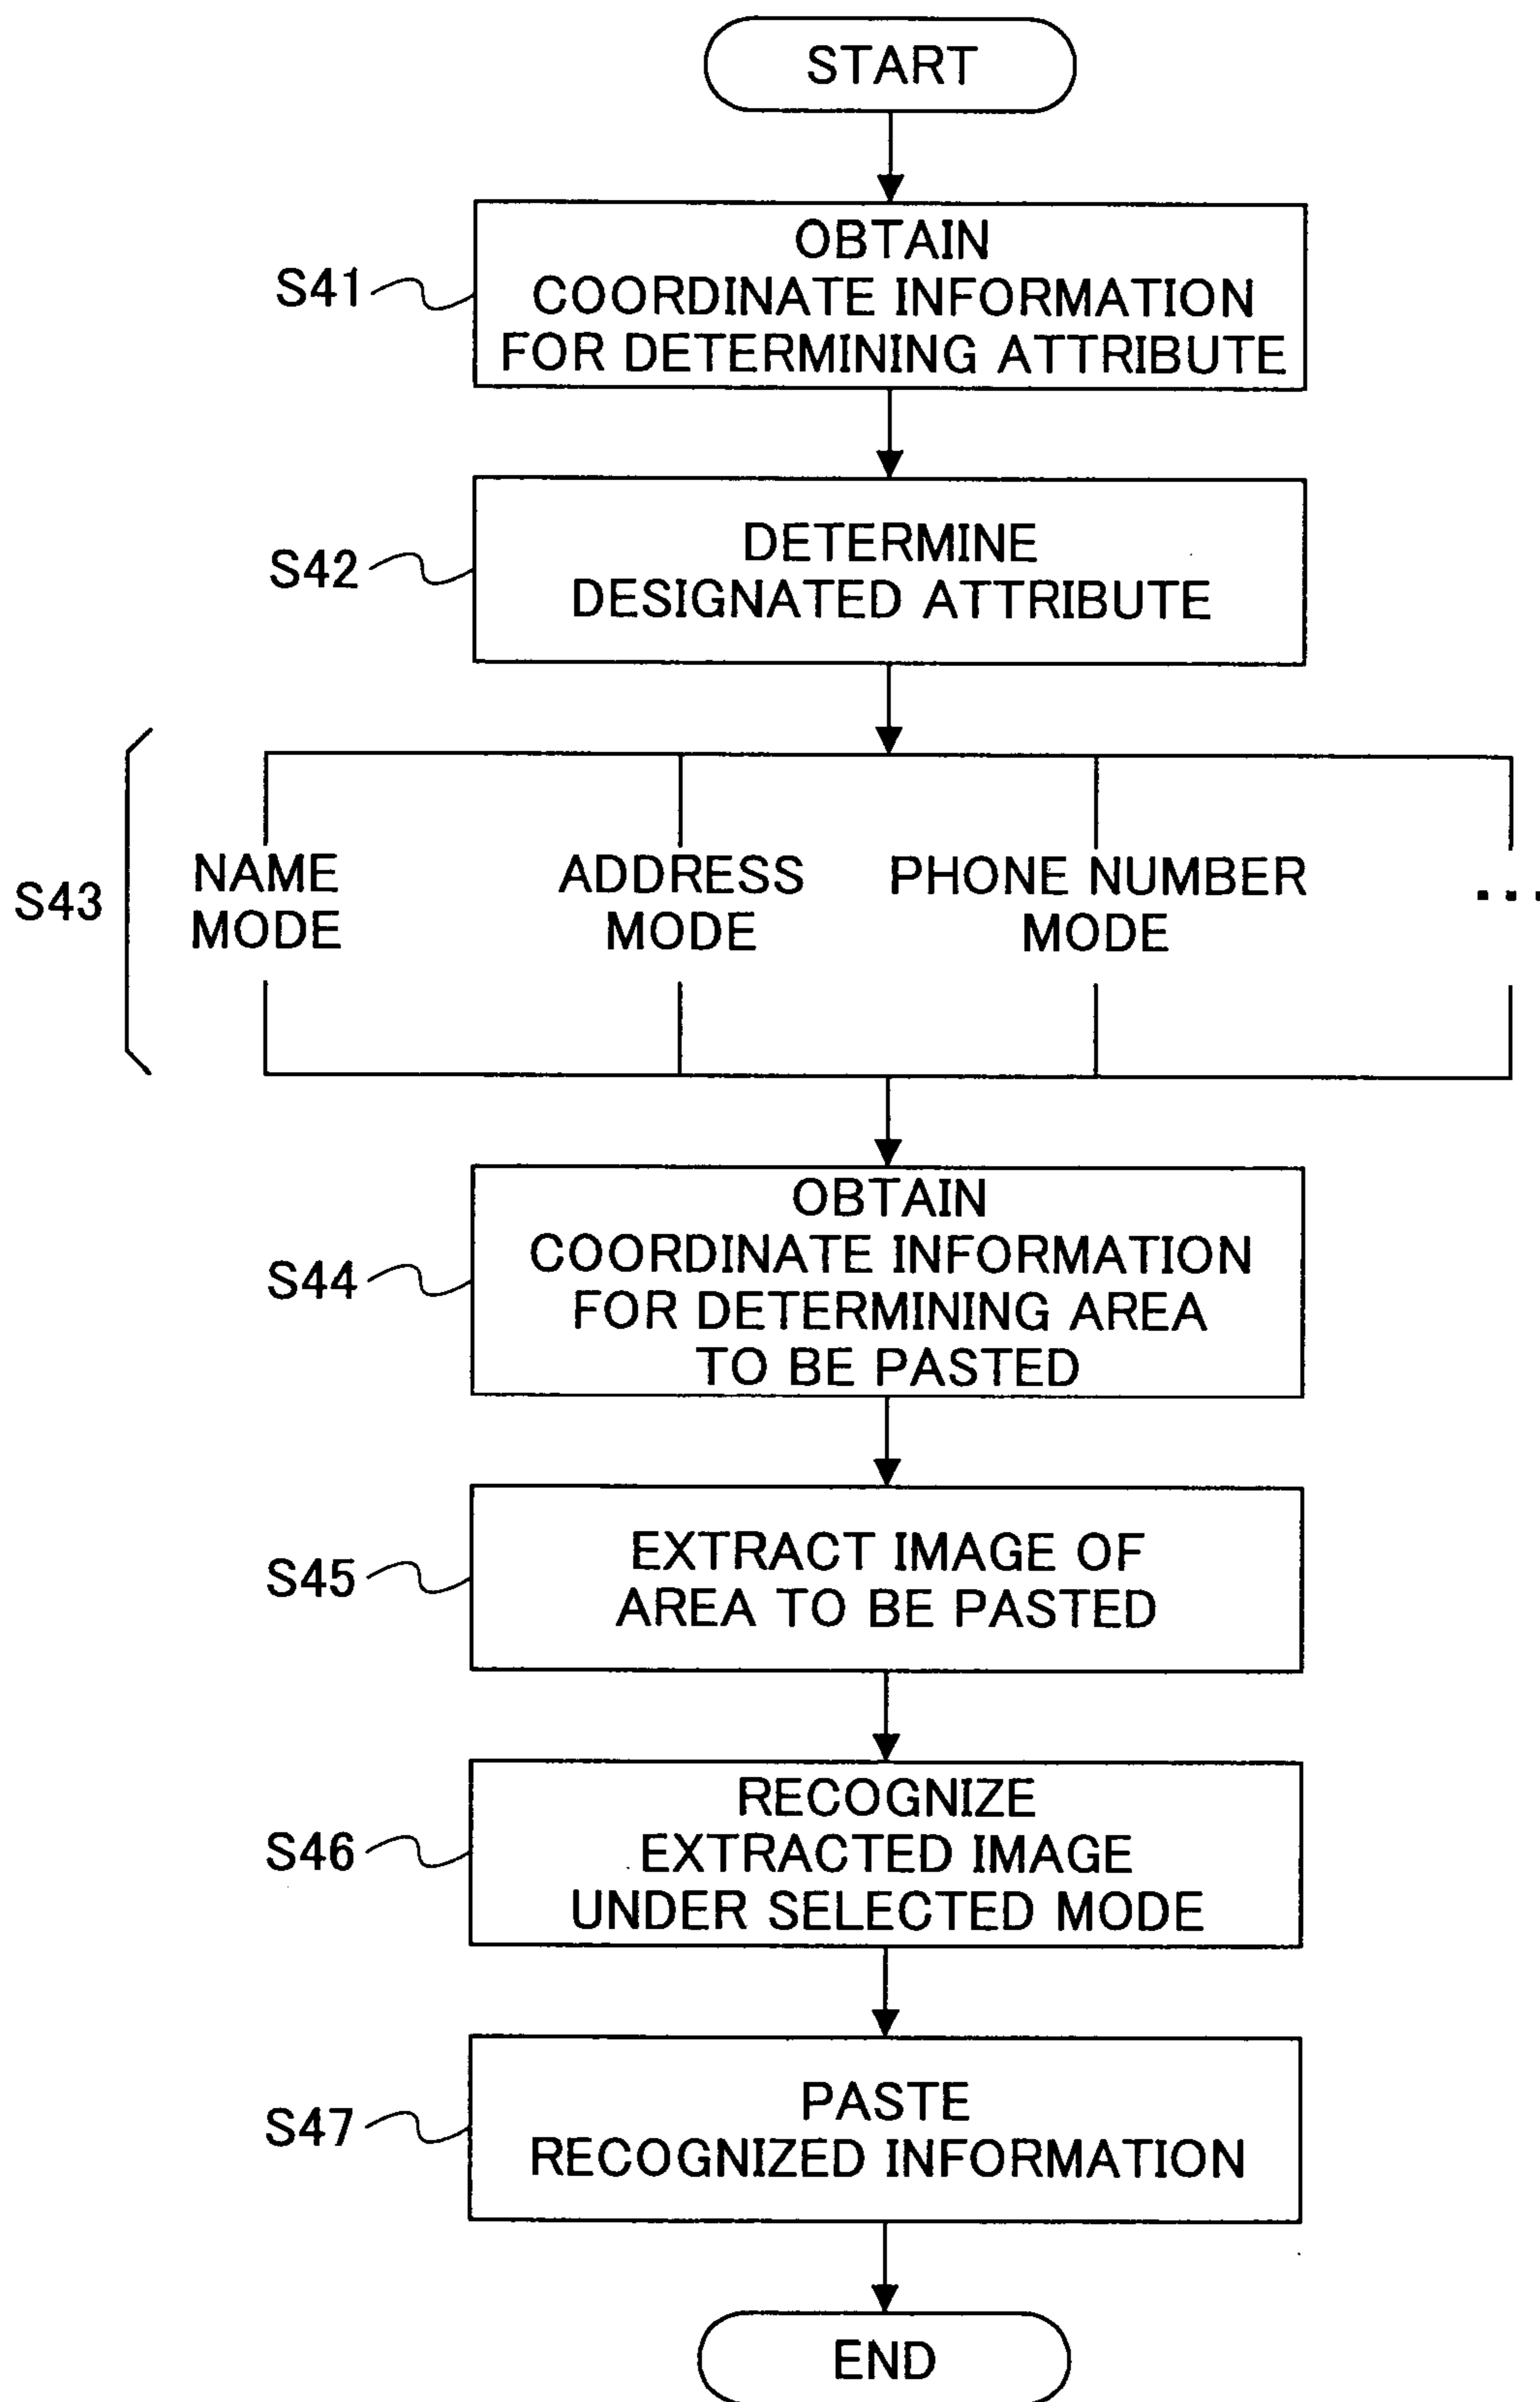 START
S41
OBTAIN
COORDINATE INFORMATION
FOR DETERMINING ATTRIBUTE
S42
DETERMINE
DESIGNATED ATTRIBUTE
S43
NAME
MODE
ADDRESS
MODE
PHONE NUMBER
MODE
...
S44
OBTAIN
COORDINATE INFORMATION
FOR DETERMINING AREA
TO BE PASTED
S45
EXTRACT IMAGE OF
AREA TO BE PASTED
S46
RECOGNIZE
EXTRACTED IMAGE
UNDER SELECTED MODE
S47
PASTE
RECOGNIZED INFORMATION
END